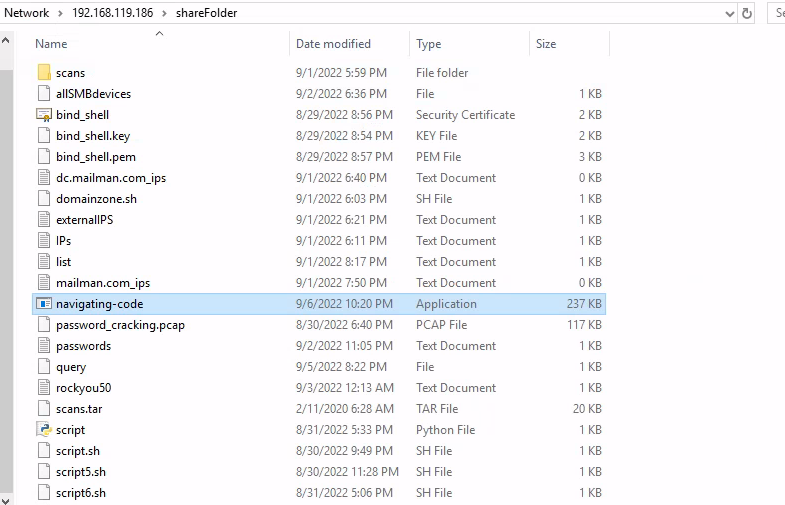 Network > 192.168.119.186 > shareFolder
Name Date modified Type Size
scans 9/1/2022 5:59 PM File folder
allSMBdevices 9/2/2022 6:36 PM File 1 KB
bind_shell 8/29/2022 8:56 PM Security Certificate 2 KB
bind_shell.key 8/29/2022 8:54 PM KEY File 2 KB
bind_shell.pem 8/29/2022 8:57 PM PEM File 3 KB
dc.mailman.com_ips 9/1/2022 6:40 PM Text Document 0 KB
domainzone.sh 9/1/2022 6:03 PM SH File 1 KB
externalIPS 9/1/2022 6:21 PM Text Document 1 KB
IPs 9/1/2022 6:11 PM Text Document 1 KB
list 9/1/2022 8:17 PM Text Document 1 KB
mailman.com_ips 9/1/2022 7:50 PM Text Document 0 KB
navigating-code 9/6/2022 10:20 PM Application 237 KB
password_cracking.pcap 8/30/2022 6:40 PM PCAP File 117 KB
passwords 9/2/2022 11:05 PM Text Document 1 KB
query 9/5/2022 8:22 PM File 1 KB
rockyou50 9/3/2022 12:13 AM Text Document 1 KB
scans.tar 2/11/2020 6:28 AM TAR File 20 KB
script 8/31/2022 5:33 PM Python File 1 KB
script.sh 8/30/2022 9:49 PM SH File 1 KB
script5.sh 8/30/2022 11:28 PM SH File 1 KB
script6.sh 8/31/2022 5:06 PM SH File 1 KB